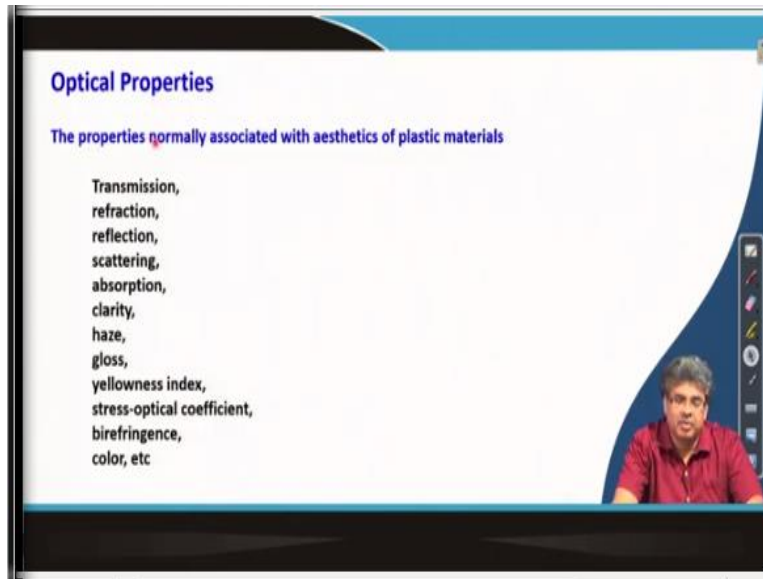 Optical Properties
The properties normally associated with aesthetics of plastic materials
Transmission,
refraction,
reflection,
scattering,
absorption,
clarity,
haze,
gloss,
yellowness index,
stress-optical coefficient,
birefringence,
color, etc